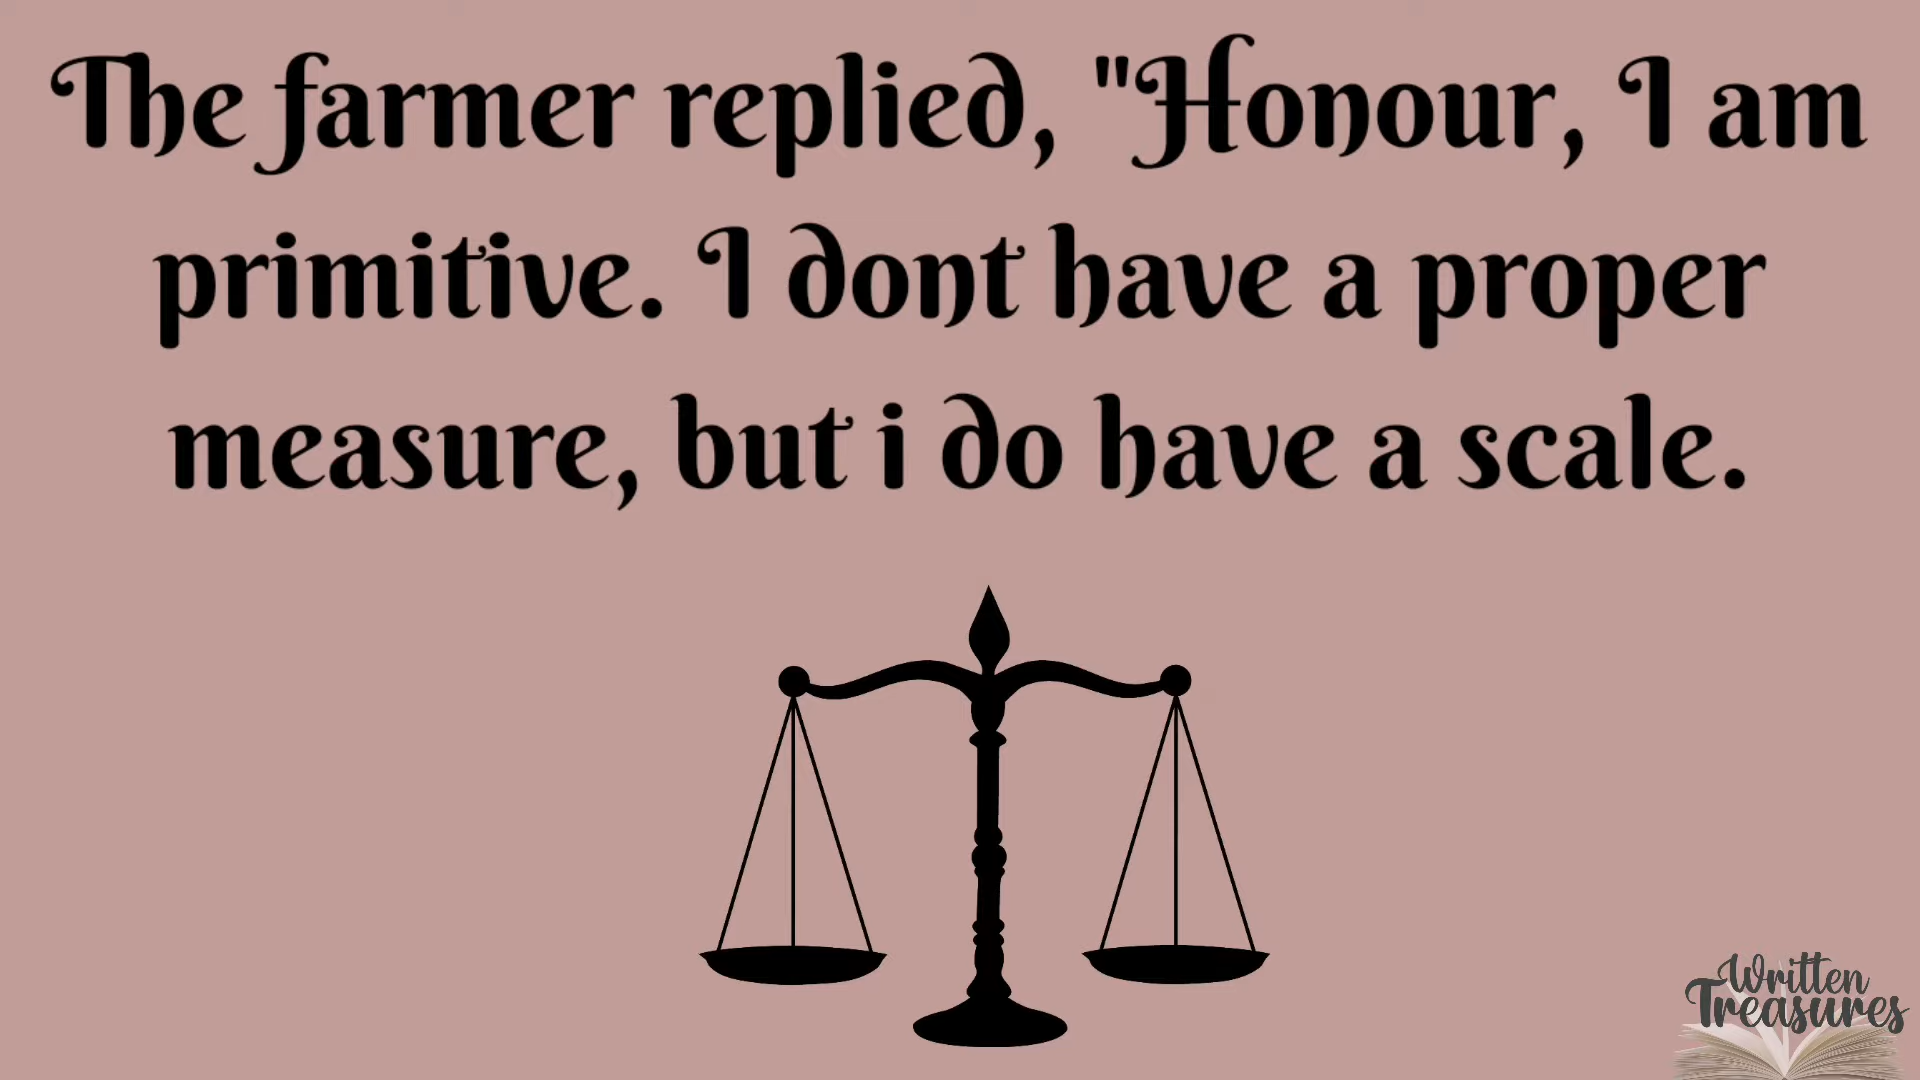 The farmer replied, "Honour, I am
primitive. I dont have a proper
measure, but i do have a scale.
Written
Treasures